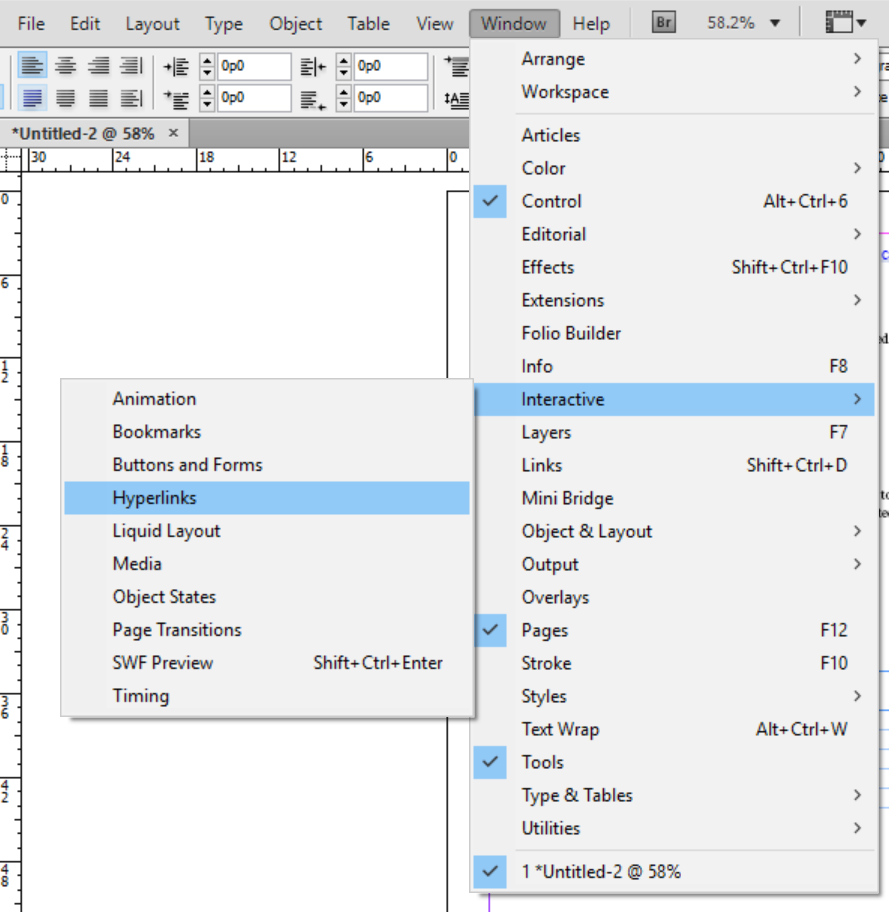 File Edit Layout Type Object Table View Window Help Br 58.2%
0p0 0p0
0p0 0p0
*Untitled-2 @ 58% ×
30 24 18 12 6 0
0
6
12
18
24
30
36
42
48
Arrange
Workspace
Articles
Color
Control Alt+Ctrl+6
Editorial
Effects Shift+Ctrl+F10
Extensions
Folio Builder
Info F8
Interactive
Layers F7
Links Shift+Ctrl+D
Mini Bridge
Object & Layout
Output
Overlays
Pages F12
Stroke F10
Styles
Text Wrap Alt+Ctrl+W
Tools
Type & Tables
Utilities
1 *Untitled-2 @ 58%
Animation
Bookmarks
Buttons and Forms
Hyperlinks
Liquid Layout
Media
Object States
Page Transitions
SWF Preview Shift+Ctrl+Enter
Timing